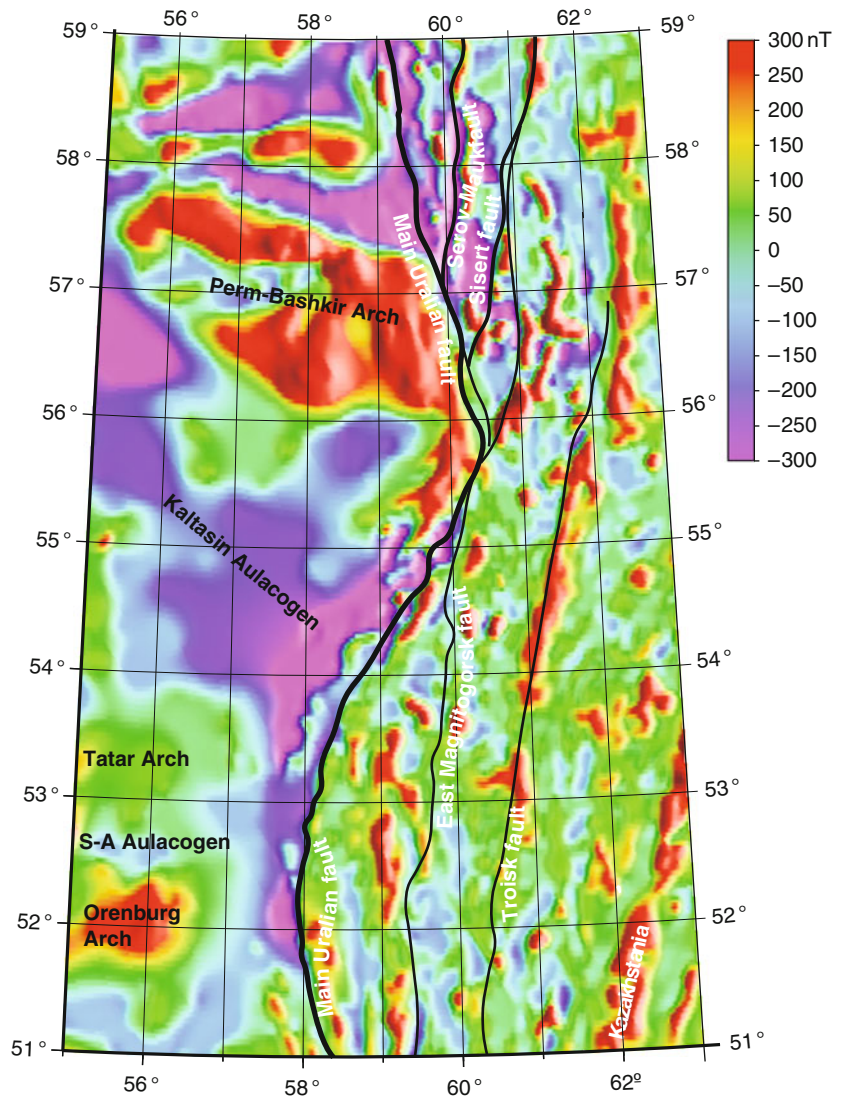 56° 58° 60° 62°
59° 59°
300 nT
250
200
150
100
50
0
−50
−100
−150
−200
−250
−300
58° 58°
Serov-Mauk fault
Sisert fault
Main Uralian fault
57° 57°
Perm-Bashkir Arch
56° 56°
Kaltasin Aulacogen
55° 55°
East Magnitogorsk fault
54° 54°
Tatar Arch
53° 53°
S-A Aulacogen
Troisk fault
Main Uralian fault
Orenburg
Arch
52° 52°
Kazakhstania
51° 51°
56° 58° 60° 62º